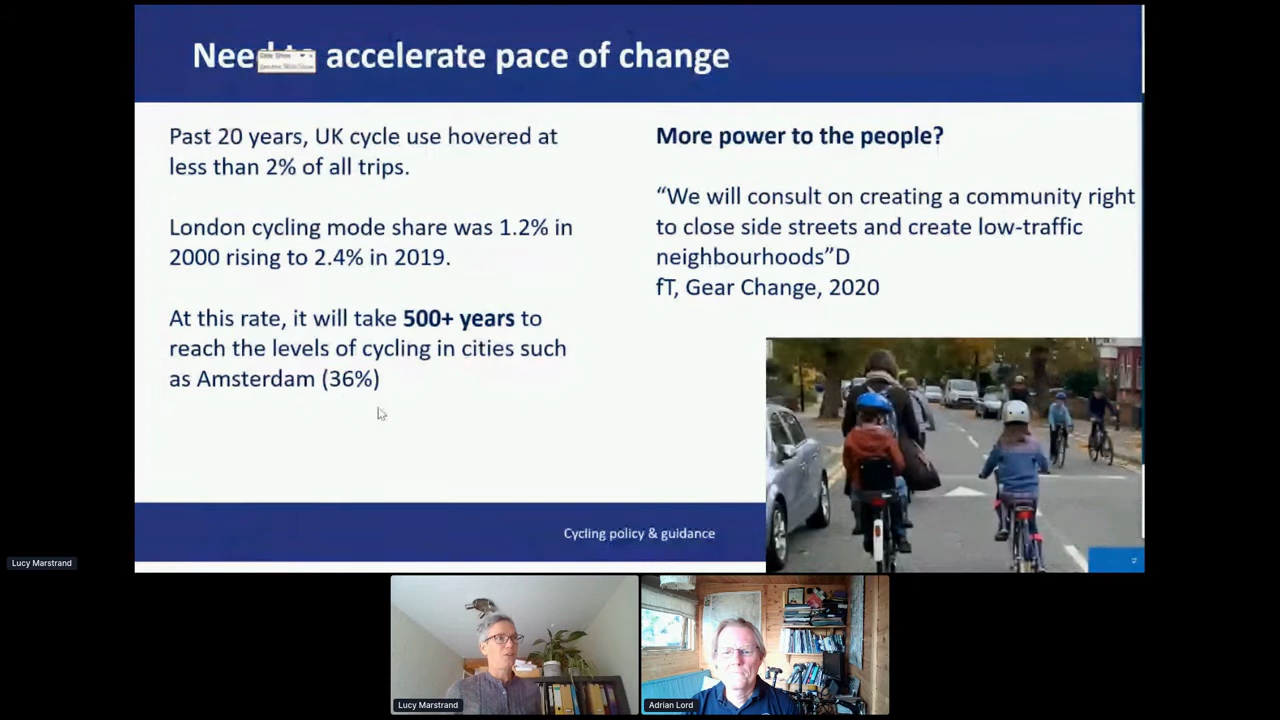 Need to accelerate pace of change
Past 20 years, UK cycle use hovered at
less than 2% of all trips.
London cycling mode share was 1.2% in
2000 rising to 2.4% in 2019.
At this rate, it will take 500+ years to
reach the levels of cycling in cities such
as Amsterdam (36%)
More power to the people?
“We will consult on creating a community right
to close side streets and create low-traffic
neighbourhoods”D
fT, Gear Change, 2020
Cycling policy & guidance
Lucy Marstrand
Lucy Marstrand
Adrian Lord